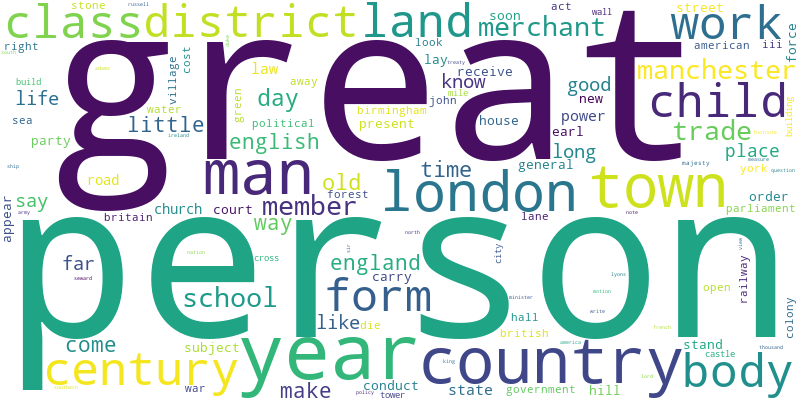 class district land work
stone russell act wall street american iii force
merchant soon
right look
great
cost lay receive law away manchester
village know
life good child
day john new
sea little water green birmingham present house power building
political trade
party english earl long place
man time general york majesty measure question
road old forest london town order
say member lane parliament
appear britain church court way
person
far cross england carry city north
school form hall open railway colony
like die british stand castle
come subject america
century year country body
war make conduct tower state government hill
king policy lord thousand
seward army ship south ireland treaty mile
nation sir note view minister motion write lyons french